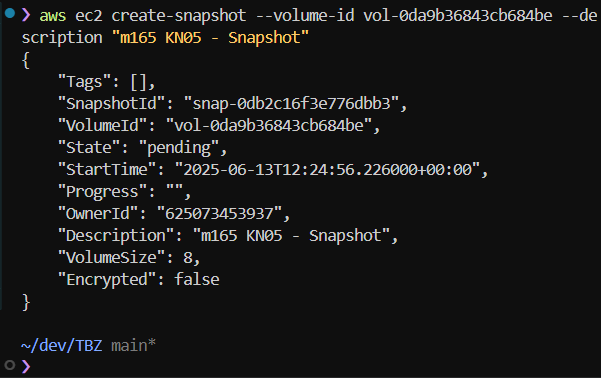 ❯ aws ec2 create-snapshot --volume-id vol-0da9b36843cb684be --de
scription "m165 KN05 - Snapshot"
{
    "Tags": [],
    "SnapshotId": "snap-0db2c16f3e776dbb3",
    "VolumeId": "vol-0da9b36843cb684be",
    "State": "pending",
    "StartTime": "2025-06-13T12:24:56.226000+00:00",
    "Progress": "",
    "OwnerId": "625073453937",
    "Description": "m165 KN05 - Snapshot",
    "VolumeSize": 8,
    "Encrypted": false
}
~/dev/TBZ main*
❯